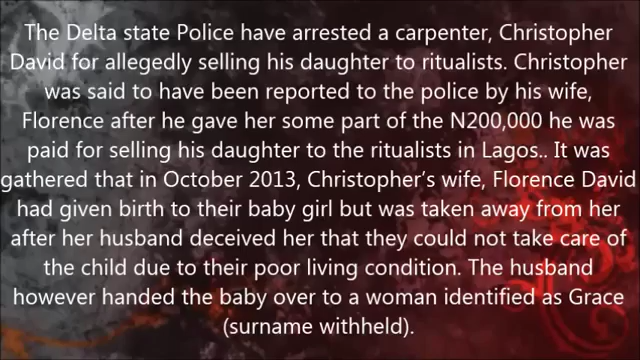 The Delta state Police have arrested a carpenter, Christopher
David for allegedly selling his daughter to ritualists. Christopher
was said to have been reported to the police by his wife,
Florence after he gave her some part of the N200,000 he was
paid for selling his daughter to the ritualists in Lagos.. It was
gathered that in October 2013, Christopher’s wife, Florence David
had given birth to their baby girl but was taken away from her
after her husband deceived her that they could not take care of
the child due to their poor living condition. The husband
however handed the baby over to a woman identified as Grace
(surname withheld).